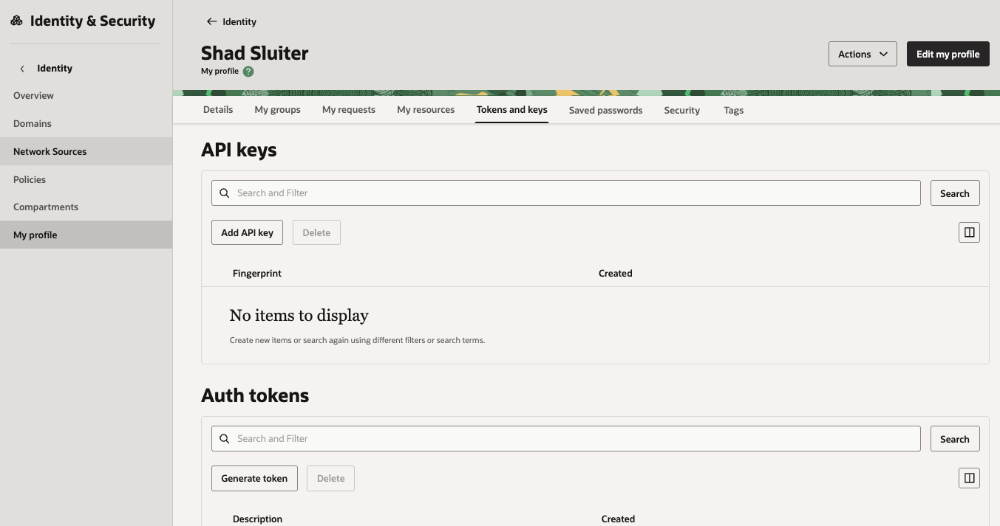 Identity & Security
Identity
Overview
Domains
Network Sources
Policies
Compartments
My profile
Identity
Shad Sluiter
My profile ?
Actions
Edit my profile
Details My groups My requests My resources Tokens and keys Saved passwords Security Tags
API keys
Search and Filter
Search
Add API key Delete
Fingerprint Created
No items to display
Create new items or search again using different filters or search terms.
Auth tokens
Search and Filter
Search
Generate token Delete
Description Created